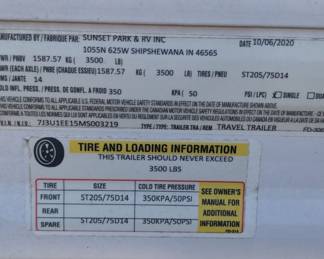 MANUFACTURED BY / FABRIQUE PAR: SUNSET PARK & RV INC
DATE 10/06/2020
1055N 625W SHIPSHEWANA IN 46565
GVWR / PNBV 1587.57 KG ( 3500 LB)
GAWR (EACH AXLE) / PNBE (CHAQUE ESSIEU) 1587.57 KG ( 3500 LB) TIRES / PNEU ST205/75D14
RIMS / JANTE 14
COLD INFL. PRESS. / PRESS. DE GONFL. A FROID 350 KPA ( 50 PSI / LPC) SINGLE
V.I.N. / N.I.V.: 7J3U1EE15MS003219 TYPE / TYPE: TRAILER / TRA / REM TRAVEL TRAILER
TIRE AND LOADING INFORMATION
THIS TRAILER SHOULD NEVER EXCEED
3500 LBS
TIRE SIZE COLD TIRE PRESSURE
FRONT ST205/75D14 350KPA/50PSI
REAR
SPARE ST205/75D14 350KPA/50PSI
SEE OWNER'S
MANUAL FOR
ADDITIONAL
INFORMATION